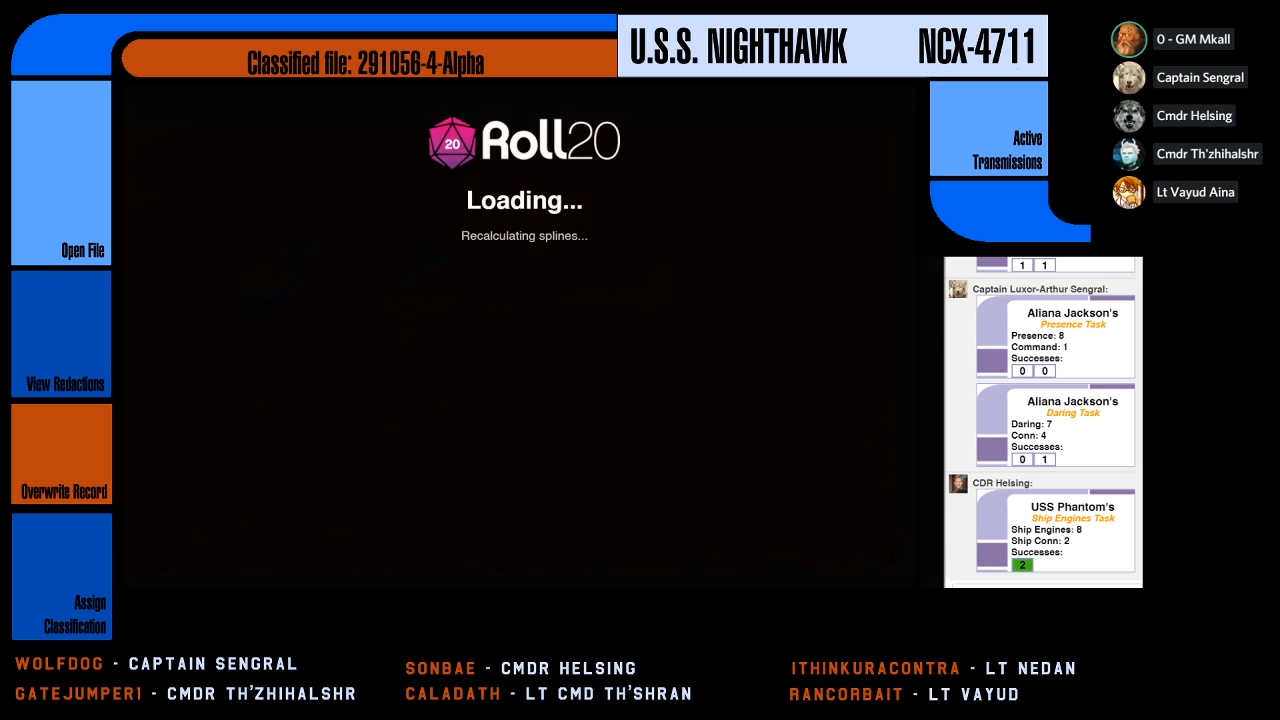 Classified file: 291056-4-Alpha
U.S.S. NIGHTHAWK NCX-4711
0 - GM Mkall
Captain Sengral
Cmdr Helsing
Cmdr Th'zhihalshr
Lt Vayud Aina
Active
Transmissions
Open File
View Redactions
Overwrite Record
Assign
Classification
20 Roll20
Loading...
Recalculating splines...
1 1
Captain Luxor-Arthur Sengral:
Aliana Jackson's
Presence Task
Presence: 8
Command: 1
Successes:
0 0
Aliana Jackson's
Daring Task
Daring: 7
Conn: 4
Successes:
0 1
CDR Helsing:
USS Phantom's
Ship Engines Task
Ship Engines: 8
Ship Conn: 2
Successes:
2
WOLFDOG - CAPTAIN SENGRAL
GATEJUMPER1 - CMDR TH'ZHIHALSHR
SONBAE - CMDR HELSING
CALADATH - LT CMD TH'SHRAN
ITHINKURACONTRA - LT NEDAN
RANCORBAIT - LT VAYUD